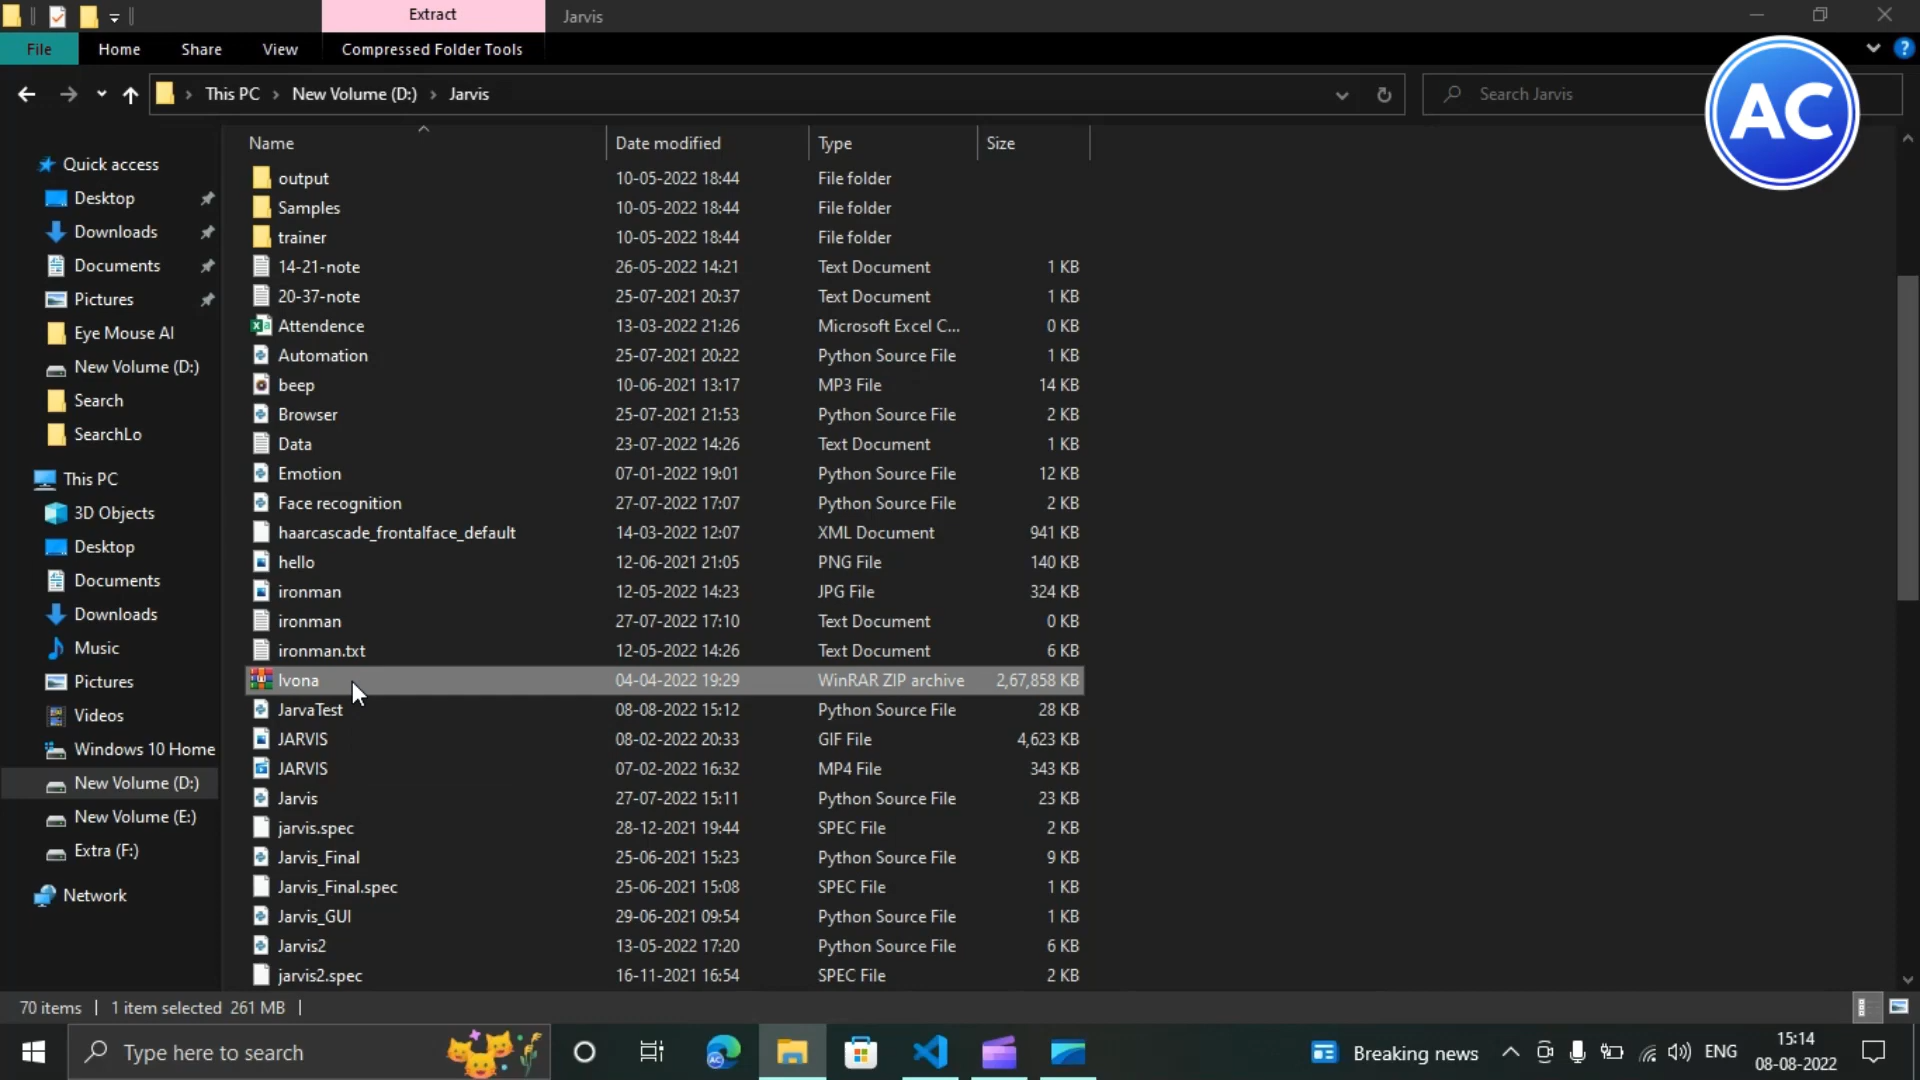 Extract
Jarvis
File
Home
Share
View
Compressed Folder Tools
?
This PC
New Volume (D:)
Jarvis
Search Jarvis
AC
Name
Date modified
Type
Size
Quick access
Desktop
Downloads
Documents
Pictures
Eye Mouse AI
New Volume (D:)
Search
SearchLo
This PC
3D Objects
Desktop
Documents
Downloads
Music
Pictures
Videos
Windows 10 Home
New Volume (D:)
New Volume (E:)
Extra (F:)
Network
output 10-05-2022 18:44 File folder
Samples 10-05-2022 18:44 File folder
trainer 10-05-2022 18:44 File folder
14-21-note 26-05-2022 14:21 Text Document 1 KB
20-37-note 25-07-2021 20:37 Text Document 1 KB
Attendence 13-03-2022 21:26 Microsoft Excel C... 0 KB
Automation 25-07-2021 20:22 Python Source File 1 KB
beep 10-06-2021 13:17 MP3 File 14 KB
Browser 25-07-2021 21:53 Python Source File 2 KB
Data 23-07-2022 14:26 Text Document 1 KB
Emotion 07-01-2022 19:01 Python Source File 12 KB
Face recognition 27-07-2022 17:07 Python Source File 2 KB
haarcascade_frontalface_default 14-03-2022 12:07 XML Document 941 KB
hello 12-06-2021 21:05 PNG File 140 KB
ironman 12-05-2022 14:23 JPG File 324 KB
ironman 27-07-2022 17:10 Text Document 0 KB
ironman.txt 12-05-2022 14:26 Text Document 6 KB
Ivona 04-04-2022 19:29 WinRAR ZIP archive 2,67,858 KB
JarvaTest 08-08-2022 15:12 Python Source File 28 KB
JARVIS 08-02-2022 20:33 GIF File 4,623 KB
JARVIS 07-02-2022 16:32 MP4 File 343 KB
Jarvis 27-07-2022 15:11 Python Source File 23 KB
jarvis.spec 28-12-2021 19:44 SPEC File 2 KB
Jarvis_Final 25-06-2021 15:23 Python Source File 9 KB
Jarvis_Final.spec 25-06-2021 15:08 SPEC File 1 KB
Jarvis_GUI 29-06-2021 09:54 Python Source File 1 KB
Jarvis2 13-05-2022 17:20 Python Source File 6 KB
jarvis2.spec 16-11-2021 16:54 SPEC File 2 KB
70 items
1 item selected 261 MB
Type here to search
AC
Breaking news
ENG
15:14
08-08-2022